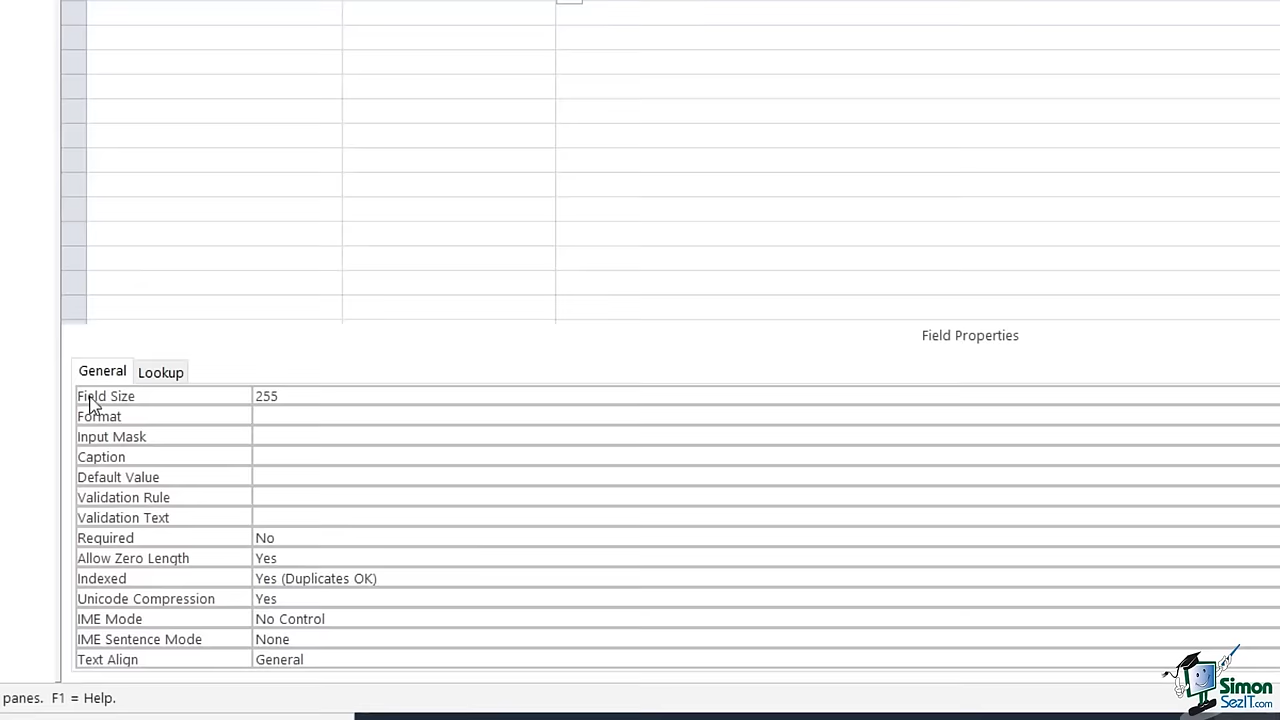 Field Properties
General Lookup
Field Size 255
Format
Input Mask
Caption
Default Value
Validation Rule
Validation Text
Required No
Allow Zero Length Yes
Indexed Yes (Duplicates OK)
Unicode Compression Yes
IME Mode No Control
IME Sentence Mode None
Text Align General
panes. F1 = Help.
Simon
SezIT.com